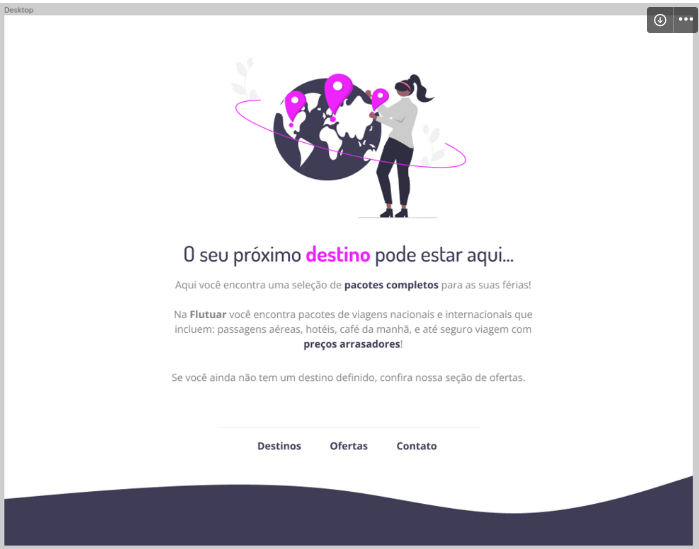 Desktop
O seu próximo destino pode estar aqui...
Aqui você encontra uma seleção de pacotes completos para as suas férias!
Na Flutuar você encontra pacotes de viagens nacionais e internacionais que
incluem: passagens aéreas, hotéis, café da manhã, e até seguro viagem com
preços arrasadores!
Se você ainda não tem um destino definido, confira nossa seção de ofertas.
Destinos Ofertas Contato